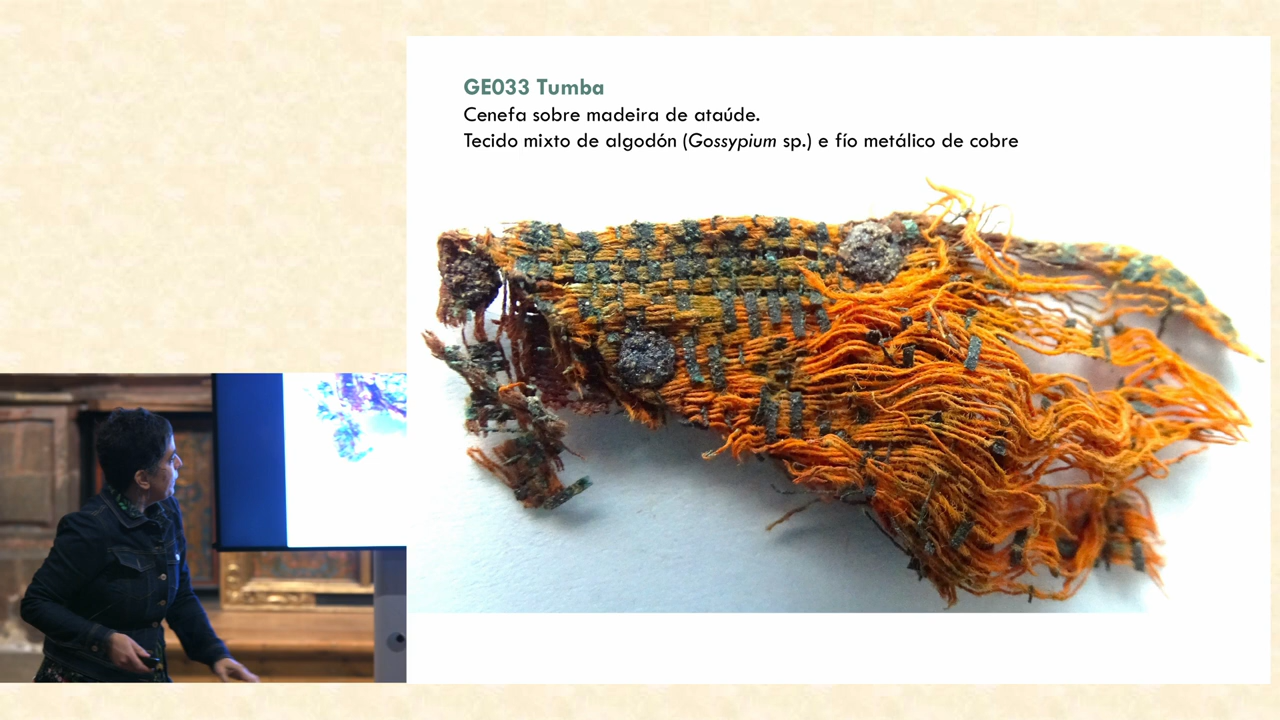 GE033 Tumba
Cenefa sobre madeira de ataúde.
Tecido mixto de algodón (Gossypium sp.) e fío metálico de cobre